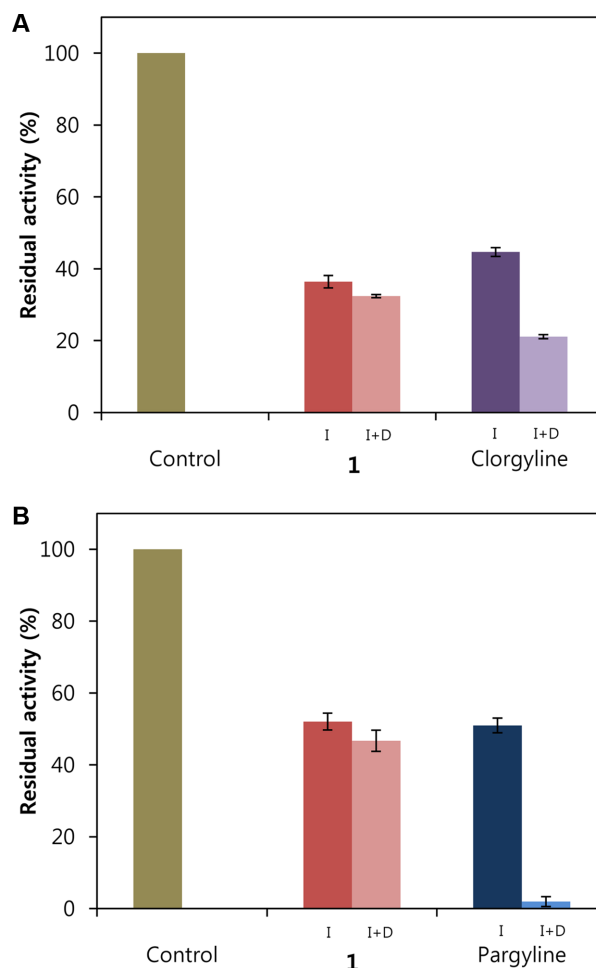 A
Residual activity (%)
100
80
60
40
20
0
I I+D I I+D
Control 1 Clorgyline
B
Residual activity (%)
100
80
60
40
20
0
I I+D I I+D
Control 1 Pargyline